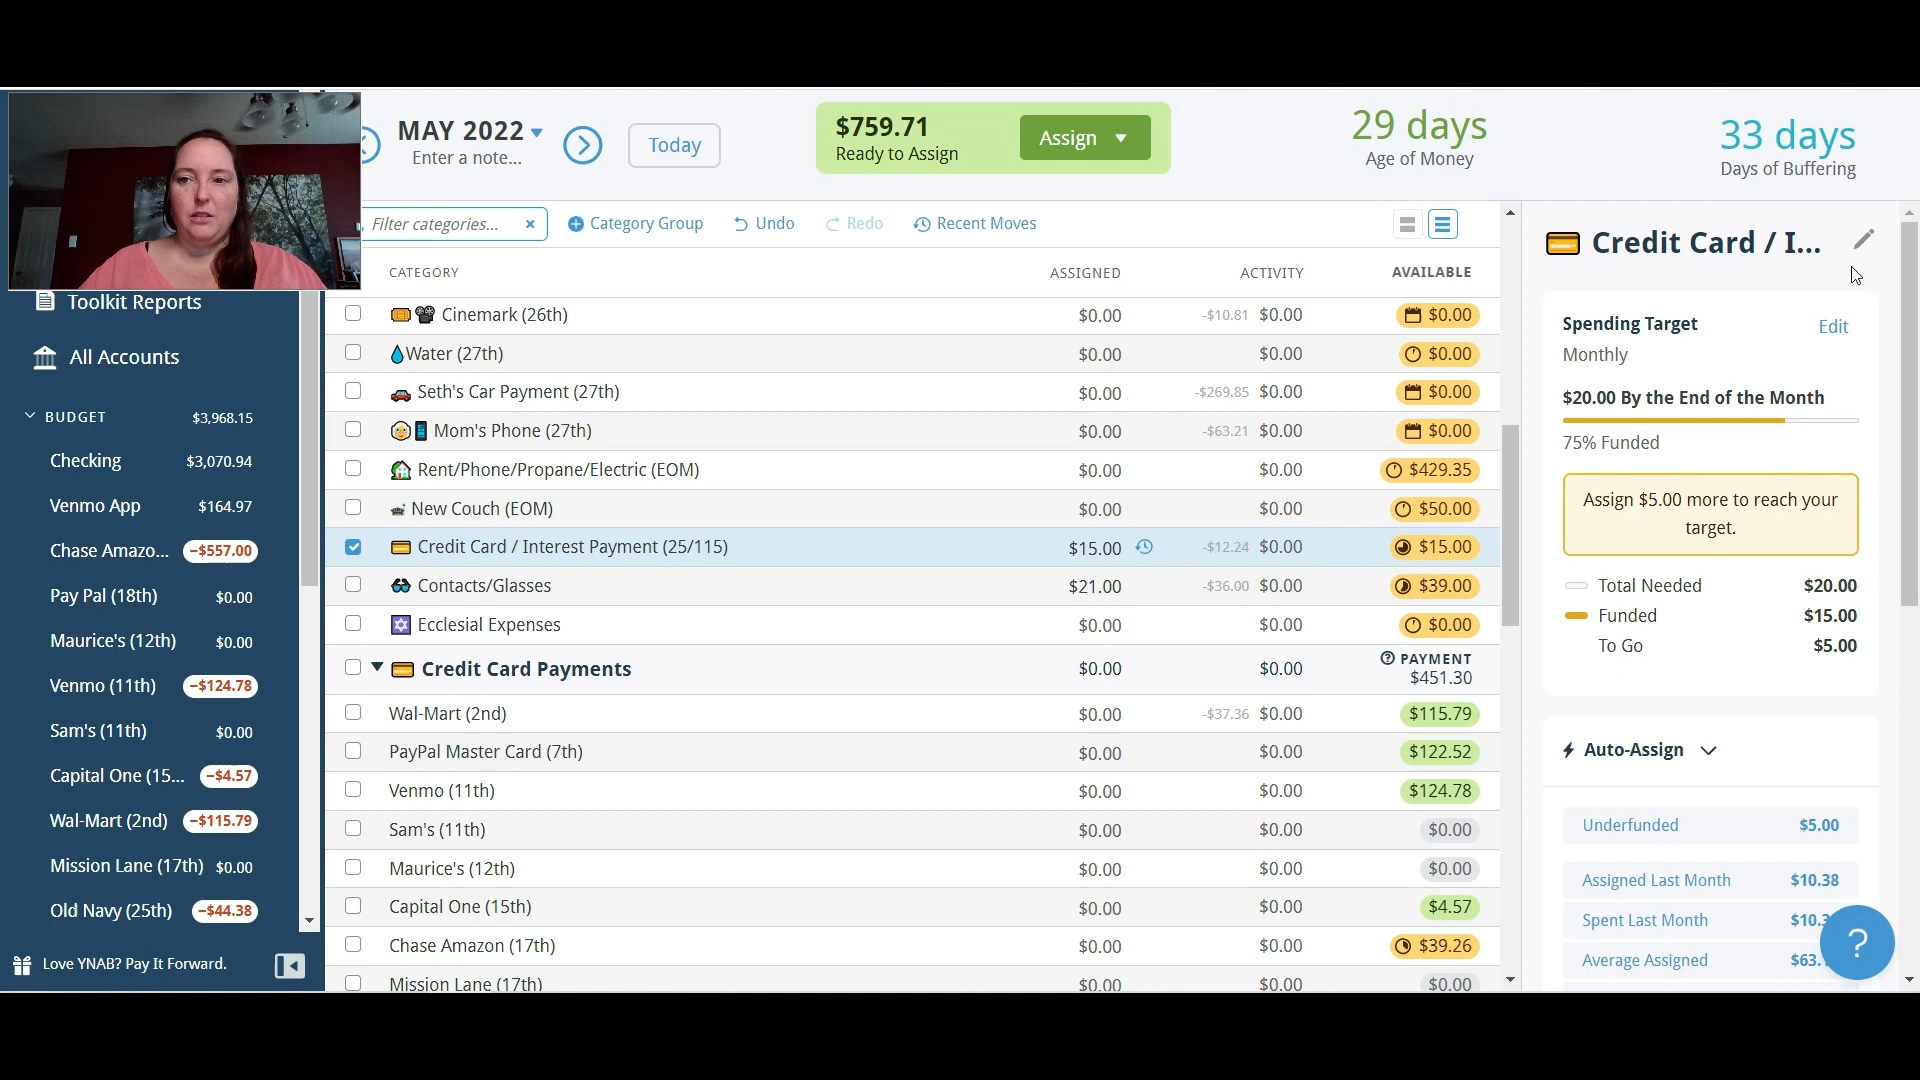 MAY 2022
Enter a note...
Today
$759.71
Ready to Assign
Assign
29 days
Age of Money
33 days
Days of Buffering
Filter categories...
Category Group
Undo
Redo
Recent Moves
CATEGORY ASSIGNED ACTIVITY AVAILABLE
Cinemark (26th) $0.00 -$10.81 $0.00 $0.00
Water (27th) $0.00 $0.00 $0.00
Seth's Car Payment (27th) $0.00 -$269.85 $0.00 $0.00
Mom's Phone (27th) $0.00 -$63.21 $0.00 $0.00
Rent/Phone/Propane/Electric (EOM) $0.00 $0.00 $429.35
New Couch (EOM) $0.00 $0.00 $50.00
Credit Card / Interest Payment (25/115) $15.00 -$12.24 $0.00 $15.00
Contacts/Glasses $21.00 -$36.00 $0.00 $39.00
Ecclesial Expenses $0.00 $0.00 $0.00
Credit Card Payments $0.00 $0.00 PAYMENT
$451.30
Wal-Mart (2nd) $0.00 -$37.36 $0.00 $115.79
PayPal Master Card (7th) $0.00 $0.00 $122.52
Venmo (11th) $0.00 $0.00 $124.78
Sam's (11th) $0.00 $0.00 $0.00
Maurice's (12th) $0.00 $0.00 $0.00
Capital One (15th) $0.00 $0.00 $4.57
Chase Amazon (17th) $0.00 $0.00 $39.26
Mission Lane (17th) $0.00 $0.00 $0.00
Toolkit Reports
All Accounts
BUDGET $3,968.15
Checking $3,070.94
Venmo App $164.97
Chase Amazo... −$557.00
Pay Pal (18th) $0.00
Maurice's (12th) $0.00
Venmo (11th) −$124.78
Sam's (11th) $0.00
Capital One (15... −$4.57
Wal-Mart (2nd) −$115.79
Mission Lane (17th) $0.00
Old Navy (25th) −$44.38
Love YNAB? Pay It Forward.
Credit Card / I...
Spending Target Edit
Monthly
$20.00 By the End of the Month
75% Funded
Assign $5.00 more to reach your
target.
Total Needed $20.00
Funded $15.00
To Go $5.00
Auto-Assign
Underfunded $5.00
Assigned Last Month $10.38
Spent Last Month
Average Assigned
?